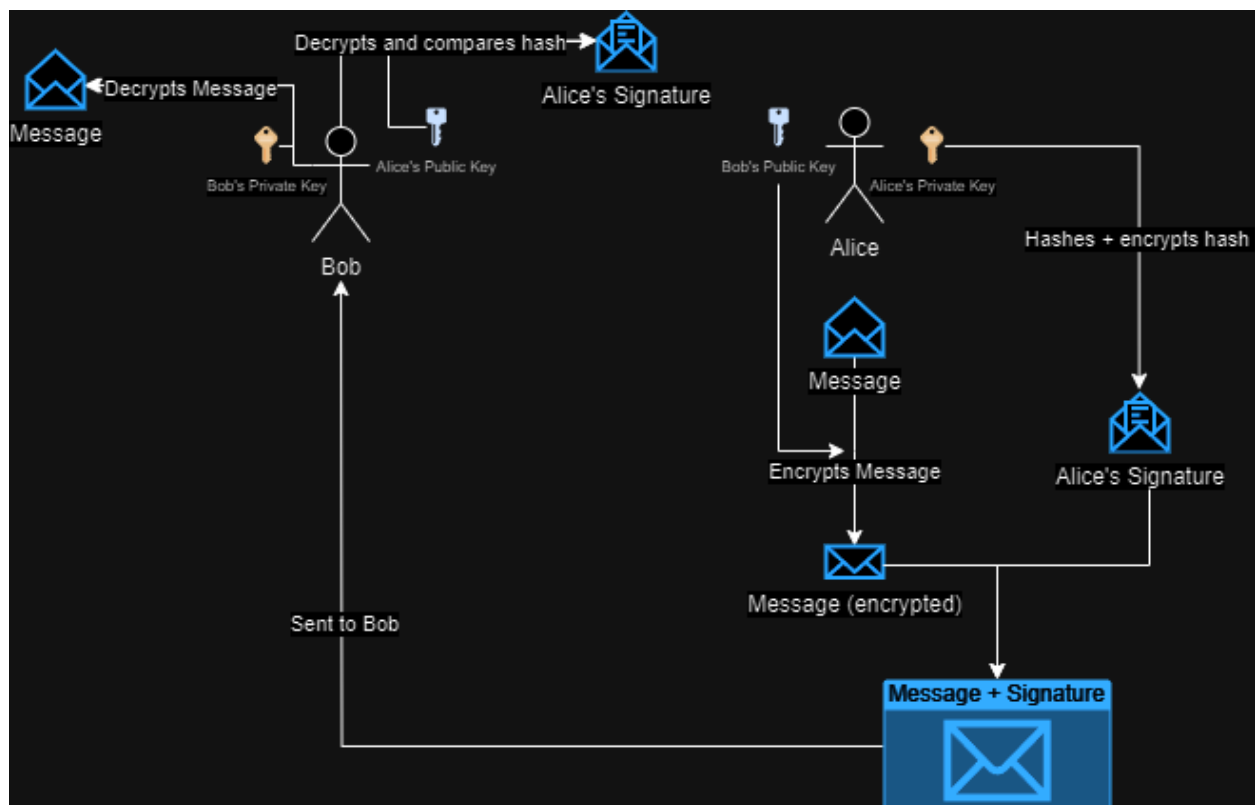 Decrypts and compares hash
Alice's Signature
Decrypts Message
Message
Bob's Private Key
Alice's Public Key
Bob
Bob's Public Key
Alice's Private Key
Alice
Hashes + encrypts hash
Message
Encrypts Message
Alice's Signature
Message (encrypted)
Sent to Bob
Message + Signature